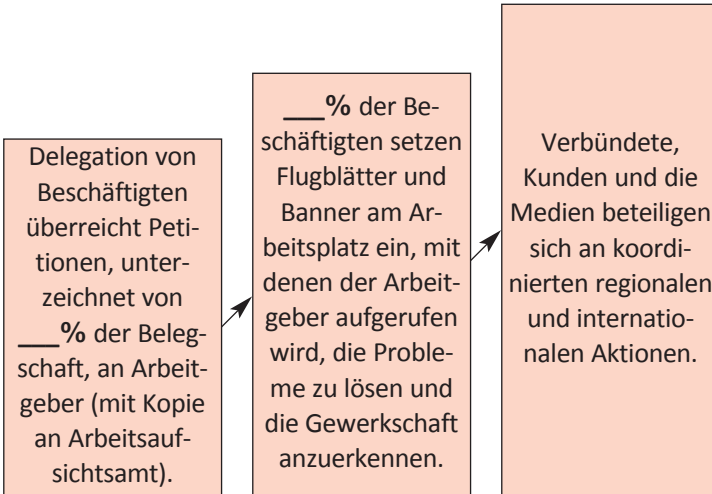 Delegation von
Beschäftigten
überreicht Peti-
tionen, unter-
zeichnet von
___% der Beleg-
schaft, an Arbeit-
geber (mit Kopie
an Arbeitsauf-
sichtsamt).
___% der Be-
schäftigten setzen
Flugblätter und
Banner am Ar-
beitsplatz ein, mit
denen der Arbeit-
geber aufgerufen
wird, die Proble-
me zu lösen und
die Gewerkschaft
anzuerkennen.
Verbündete,
Kunden und die
Medien beteiligen
sich an koordi-
nierten regionalen
und internatio-
nalen Aktionen.